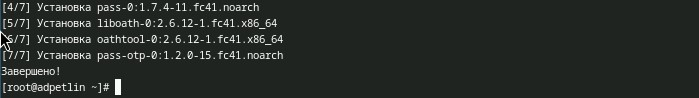 [4/7] Установка pass-0:1.7.4-11.fc41.noarch
[5/7] Установка liboath-0:2.6.12-1.fc41.x86_64
[6/7] Установка oathtool-0:2.6.12-1.fc41.x86_64
[7/7] Установка pass-otp-0:1.2.0-15.fc41.noarch
Завершено!
[root@adpetlin ~]#